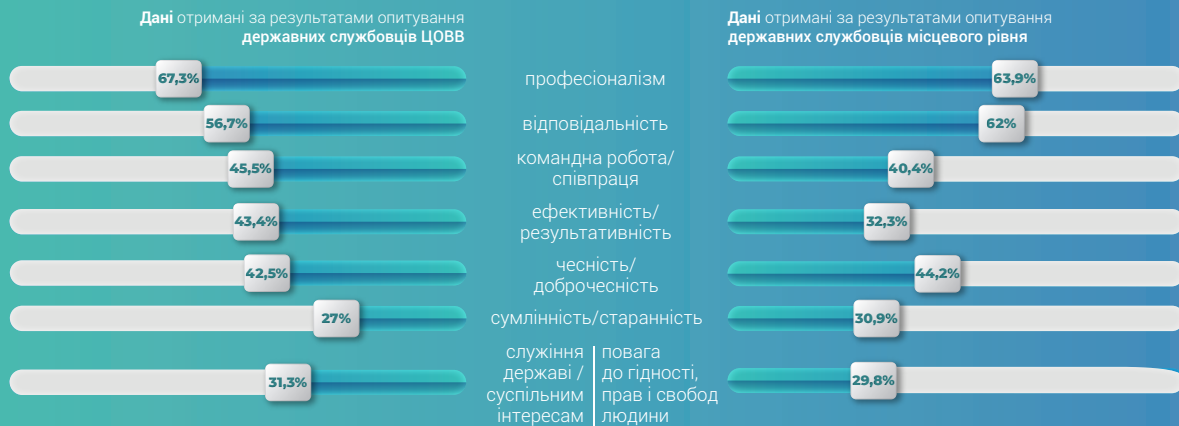 Дані отримані за результатами опитування
державних службовців ЦОВВ
Дані отримані за результатами опитування
державних службовців місцевого рівня
67,3%
професіоналізм
63,9%
56,7%
відповідальність
62%
45,5%
командна робота/
співпраця
40,4%
43,4%
ефективність/
результативність
32,3%
42,5%
чесність/
доброчесність
44,2%
27%
сумлінність/старанність
30,9%
31,3%
служіння
державі /
суспільним
інтересам
повага
до гідності,
прав і свобод
людини
29,8%